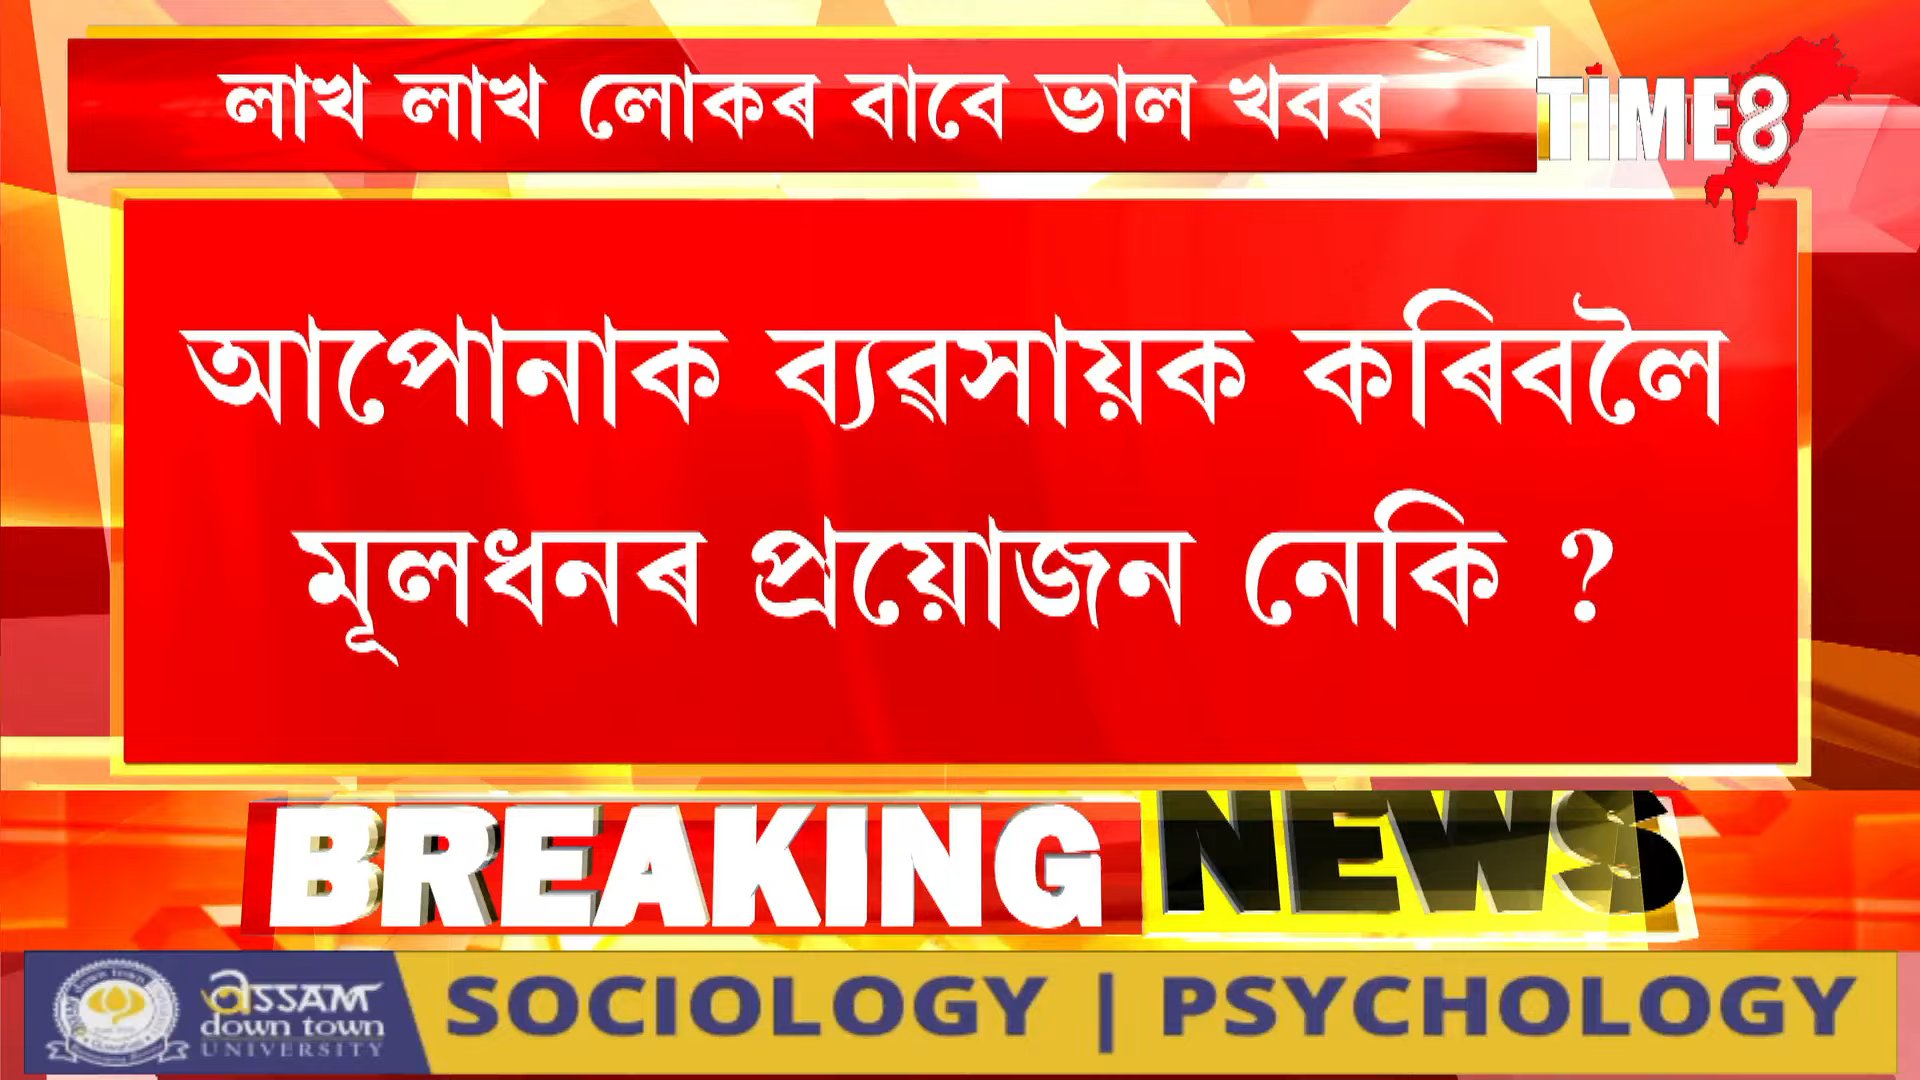 লাখ লাখ লোকৰ বাবে ভাল খবৰ
TIME8
আপোনাক ব্যৱসায়ক কৰিবলৈ
মূলধনৰ প্ৰয়োজন নেকি ?
BREAKING NEWS
assam
down town
UNIVERSITY
SOCIOLOGY | PSYCHOLOGY